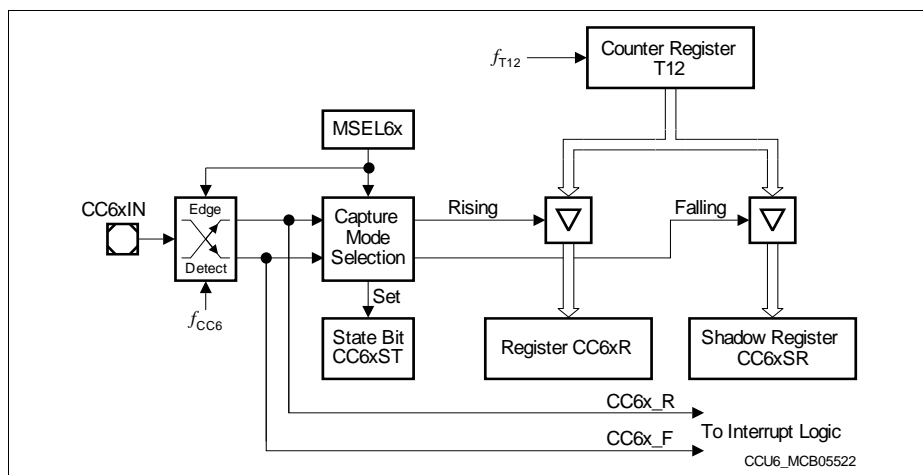 Counter Register
T12
fT12
MSEL6x
CC6xIN
Edge
Detect
Capture
Mode
Selection
Rising
Falling
fCC6
Set
State Bit
CC6xST
Register CC6xR
Shadow Register
CC6xSR
CC6x_R
CC6x_F
To Interrupt Logic
CCU6_MCB05522